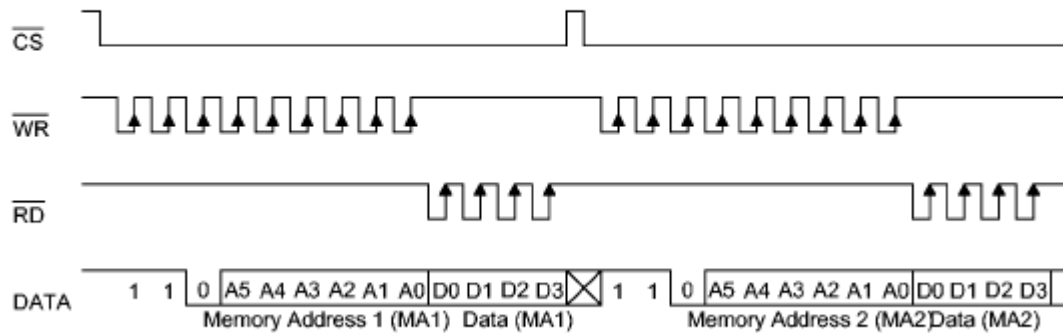 CS
WR
RD
DATA 1 1 0 A5 A4 A3 A2 A1 A0 D0 D1 D2 D3 1 1 0 A5 A4 A3 A2 A1 A0 D0 D1 D2 D3
Memory Address 1 (MA1) Data (MA1) Memory Address 2 (MA2) Data (MA2)